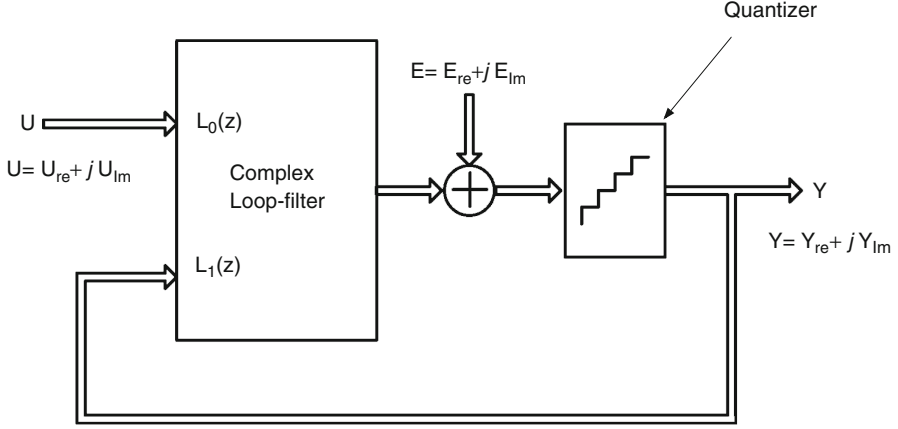 Quantizer
E= E_re+j E_Im
U
L_0(z)
U= U_re+ j U_Im
Complex
Loop-filter
Y
Y= Y_re+ j Y_Im
L_1(z)